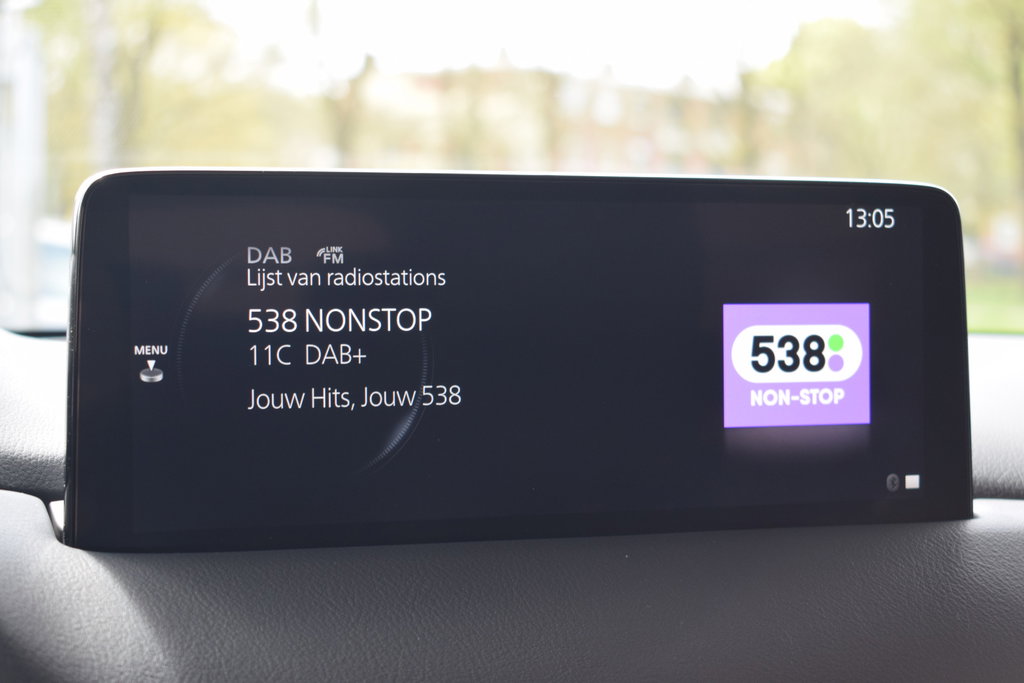 13:05
DAB LINK FM
Lijst van radiostations
538 NONSTOP
11C DAB+
MENU
Jouw Hits, Jouw 538
538
NON-STOP